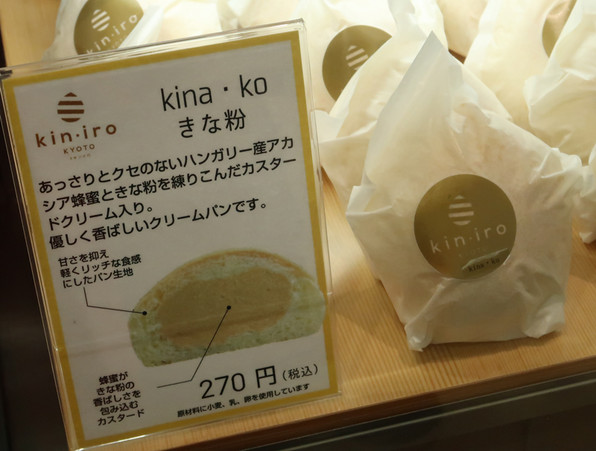 kin·iro
KYOTO
kina・ko
きな粉
あっさりとクセのないハンガリー産アカ
シア蜂蜜ときな粉を練りこんだカスター
ドクリーム入り。
優しく香ばしいクリームパンです。
甘さを抑え
軽くリッチな食感
にしたパン生地
蜂蜜が
きな粉の
香ばしさを
包み込む
カスタード
270 円 (税込)
原材料に小麦、乳、卵を使用しています
kin·iro
kina・ko
kin·iro
kin·iro